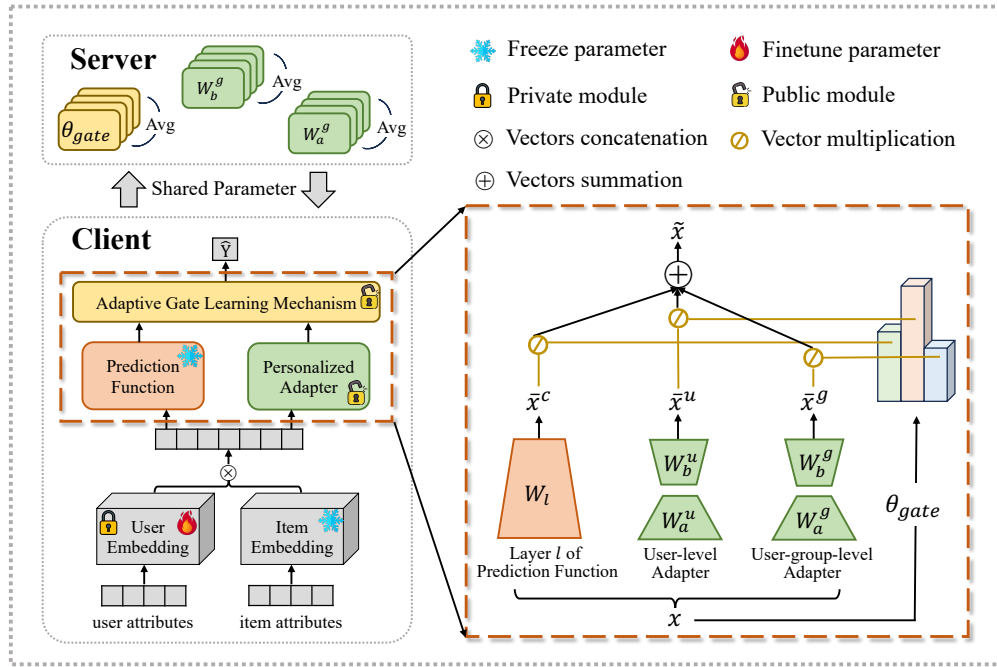 Server
W_b^g
Avg
θ_gate
Avg
W_a^g
Avg
Shared Parameter
Freeze parameter
Finetune parameter
Private module
Public module
Vectors concatenation
Vector multiplication
Vectors summation
Client
Ŷ
Adaptive Gate Learning Mechanism
Prediction
Function
Personalized
Adapter
User
Embedding
Item
Embedding
user attributes
item attributes
x̃
x̄^c
x̄^u
x̄^g
W_l
W_b^u
W_a^u
W_b^g
W_a^g
θ_gate
Layer l of
Prediction Function
User-level
Adapter
User-group-level
Adapter
x